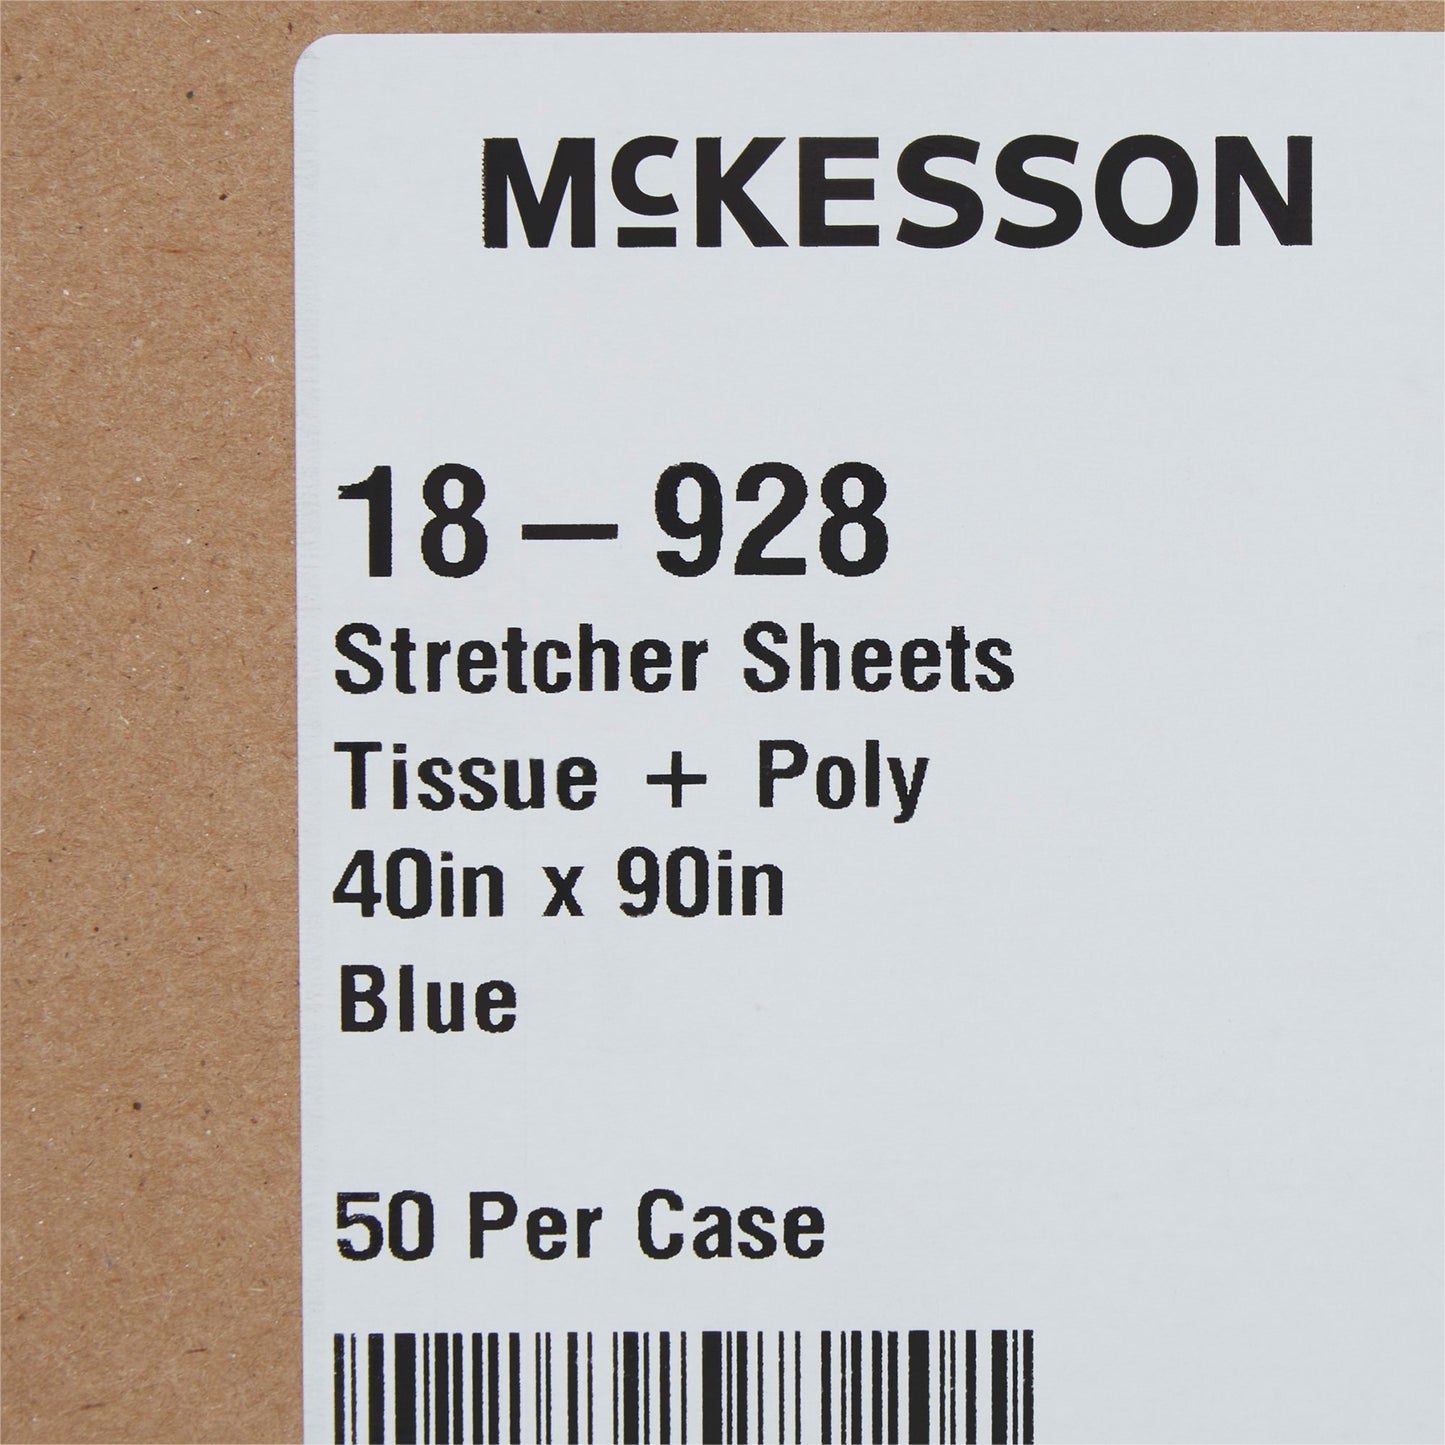 McKESSON
18-928
Stretcher Sheets
Tissue + Poly
40in x 90in
Blue
50 Per Case